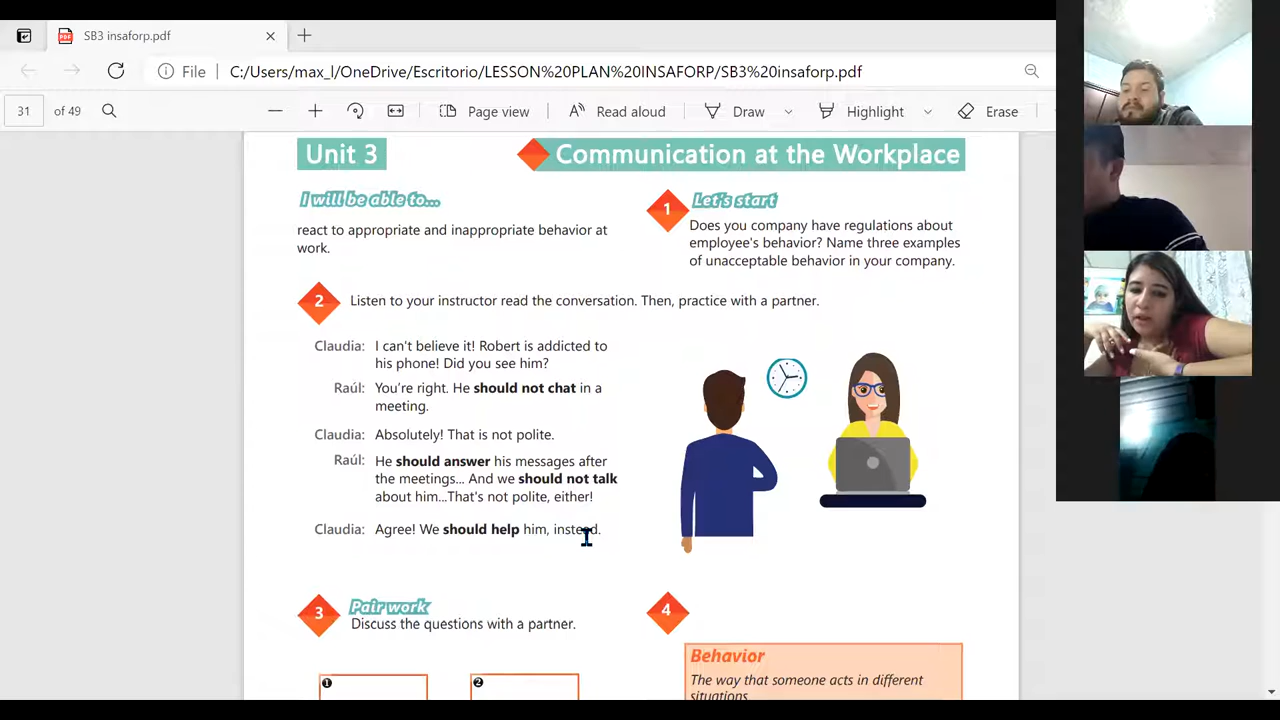 SB3 insaforp.pdf
File C:/Users/max_l/OneDrive/Escritorio/LESSON%20PLAN%20INSAFORP/SB3%20insaforp.pdf
31 of 49 Page view Read aloud Draw Highlight Erase
Unit 3 Communication at the Workplace
I will be able to...
react to appropriate and inappropriate behavior at
work.
1 Let's start
Does you company have regulations about
employee's behavior? Name three examples
of unacceptable behavior in your company.
2 Listen to your instructor read the conversation. Then, practice with a partner.
Claudia: I can't believe it! Robert is addicted to
his phone! Did you see him?
Raúl: You're right. He should not chat in a
meeting.
Claudia: Absolutely! That is not polite.
Raúl: He should answer his messages after
the meetings... And we should not talk
about him...That's not polite, either!
Claudia: Agree! We should help him, instead.
3 Pair work
Discuss the questions with a partner.
1 2
4
Behavior
The way that someone acts in different
situations